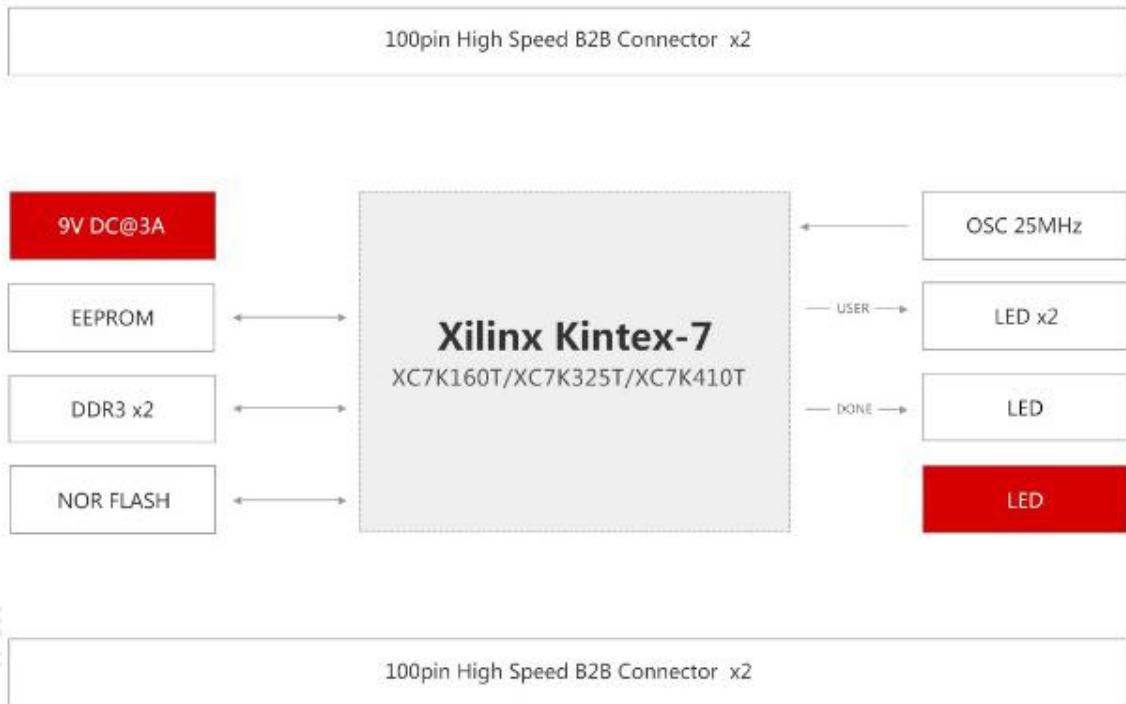 100pin High Speed B2B Connector x2
9V DC@3A
OSC 25MHz
EEPROM
USER
LED x2
Xilinx Kintex-7
XC7K160T/XC7K325T/XC7K410T
DDR3 x2
DONE
LED
NOR FLASH
LED
100pin High Speed B2B Connector x2